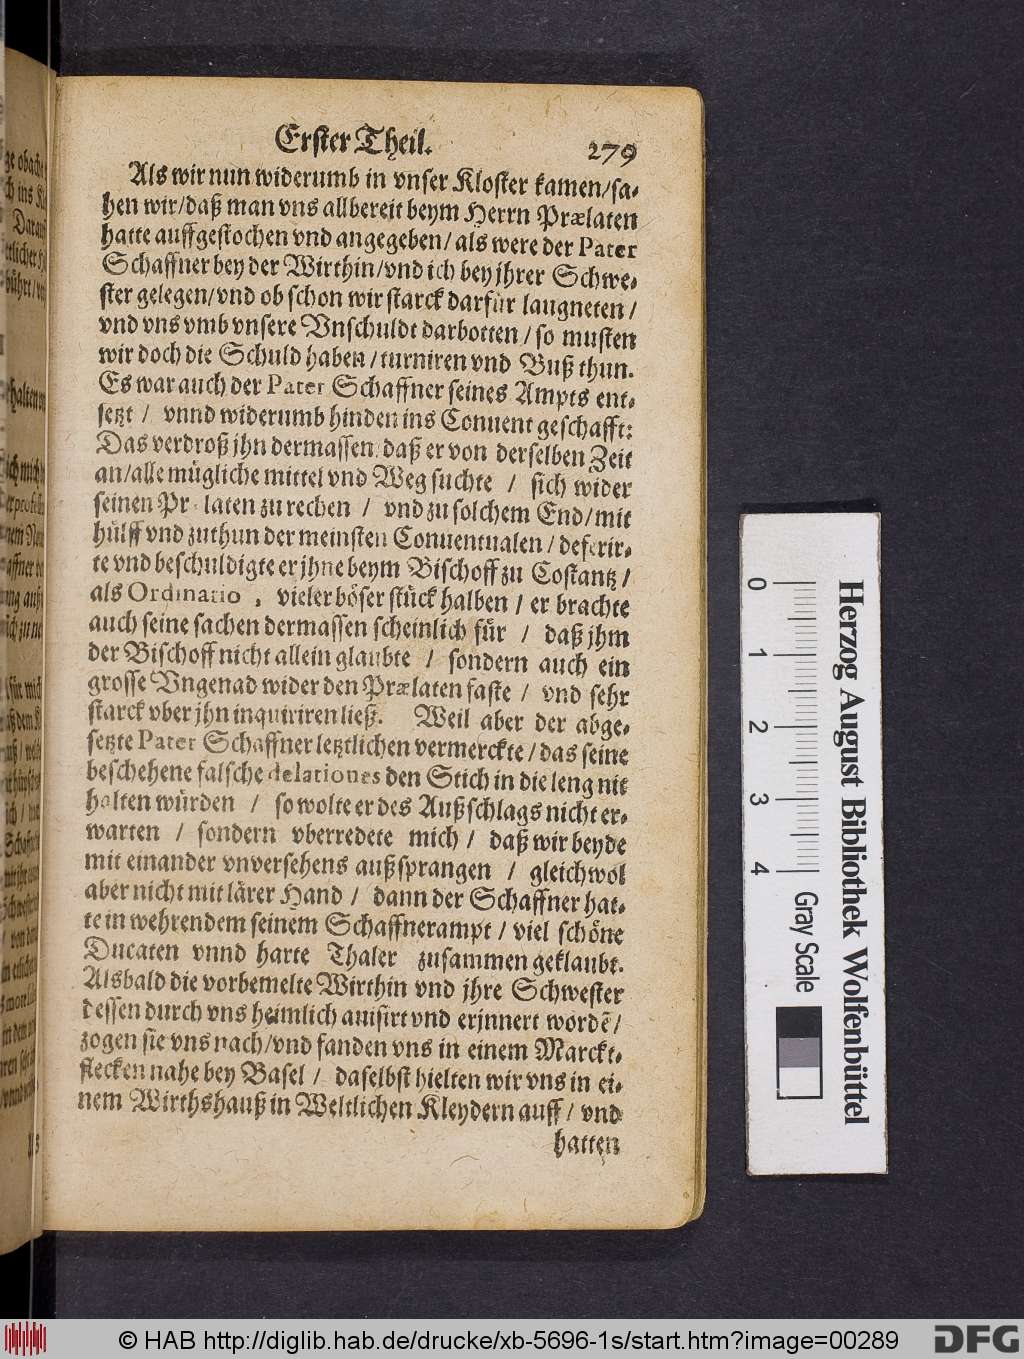 Erster Theil. 279
Als wir nun widerumb in vnser Kloster kamen/sa-
hen wir/daß man vns allbereit beym Herrn Prælaten
hatte auffgestochen vnd angegeben/als were der Pater
Schaffner bey der Wirthin/vnd ich bey jhrer Schwe-
ster gelegen/vnd ob schon wir starck darfür laugneten/
vnd vns vmb vnsere Vnschuldt darbotten/so musten
wir doch die Schuld haben/turniren vnd Buß thun.
Es war auch der Pater Schaffner seines Ampts ent-
setzt/ vnnd widerumb hinden ins Conuent geschafft:
Das verdroß jhn dermassen, daß er von derselben Zeit
an/alle mügliche mittel vnd Weg suchte / sich wider
seinen Pr laten zu rechen / vnd zu solchem End/mit
hülff vnd zuthun der meinsten Conuentualen/deferir-
te vnd beschuldigte er jhne beym Bischoff zu Costantz/
als Ordinario , vieler böser stück halben/er brachte
auch seine sachen dermassen scheinlich für / daß jhm
der Bischoff nicht allein glaubte / sondern auch ein
grosse Vngenad wider den Prælaten faste/ vnd sehr
starck vber jhn inquiriren ließ. Weil aber der abge-
setzte Pater Schaffner letztlichen vermerckte/das seine
beschehene falsche delationes den Stich in die leng nit
halten würden / so wolte er des Außschlags nicht er-
warten / sondern vberredete mich/ daß wir beyde
mit einander vnversehens außsprangen / gleichwol
aber nicht mit lärer Hand/ dann der Schaffner hat-
te in wehrendem seinem Schaffnerampt/viel schöne
Ducaten vnnd harte Thaler zusammen geklaubt.
Alsbald die vorbemelte Wirthin vnd jhre Schwester
dessen durch vns heimlich auisirt vnd erjnnert wordē/
zogen sie vns nach/vnd fanden vns in einem Marckt-
stecken nahe bey Basel/ daselbst hielten wir vns in ei-
nem Wirthshauß in Weltlichen Kleydern auff/ vnd
hatten
0 1 2 3 4
Gray Scale
Herzog August Bibliothek Wolfenbüttel
© HAB http://diglib.hab.de/drucke/xb-5696-1s/start.htm?image=00289
DFG